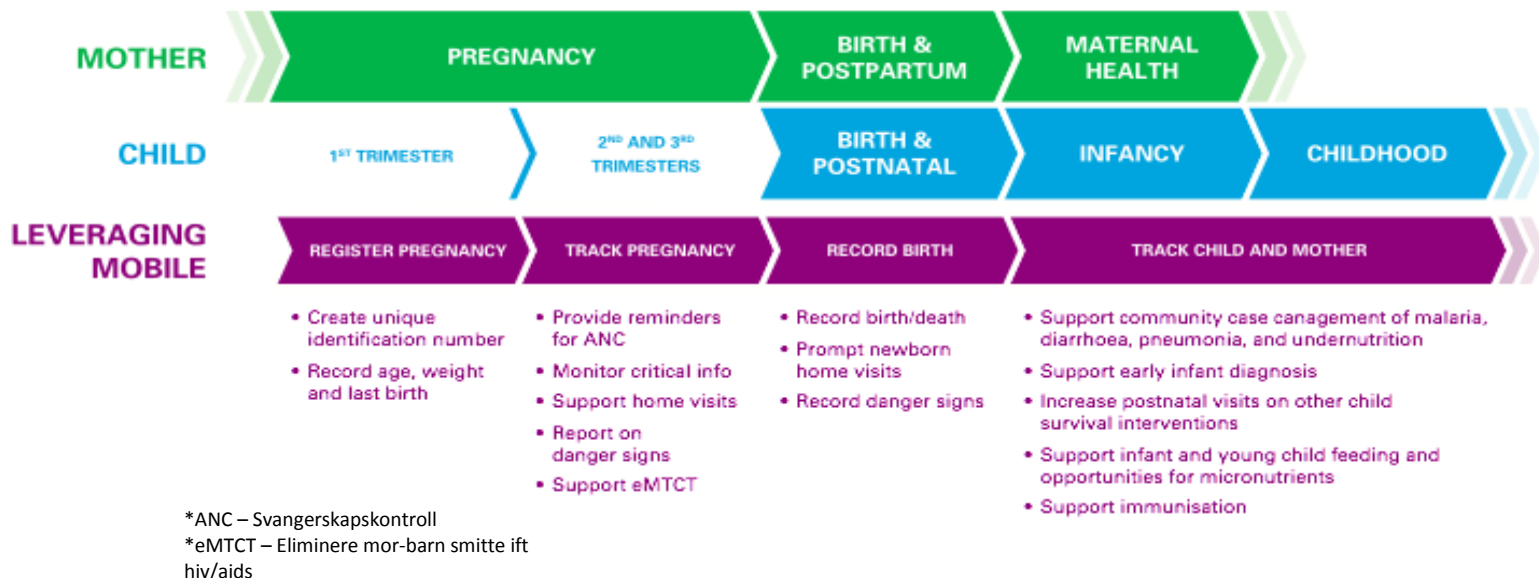 MOTHER
PREGNANCY
BIRTH &
POSTPARTUM
MATERNAL
HEALTH
CHILD
1ST TRIMESTER
2ND AND 3RD
TRIMESTERS
BIRTH &
POSTNATAL
INFANCY
CHILDHOOD
LEVERAGING
MOBILE
REGISTER PREGNANCY
TRACK PREGNANCY
RECORD BIRTH
TRACK CHILD AND MOTHER
• Create unique
identification number
• Record age, weight
and last birth
• Provide reminders
for ANC
• Monitor critical info
• Support home visits
• Report on
danger signs
• Support eMTCT
• Record birth/death
• Prompt newborn
home visits
• Record danger signs
• Support community case canagement of malaria,
diarrhoea, pneumonia, and undernutrition
• Support early infant diagnosis
• Increase postnatal visits on other child
survival interventions
• Support infant and young child feeding and
opportunities for micronutrients
• Support immunisation
*ANC – Svangerskapskontroll
*eMTCT – Eliminere mor-barn smitte ift
hiv/aids